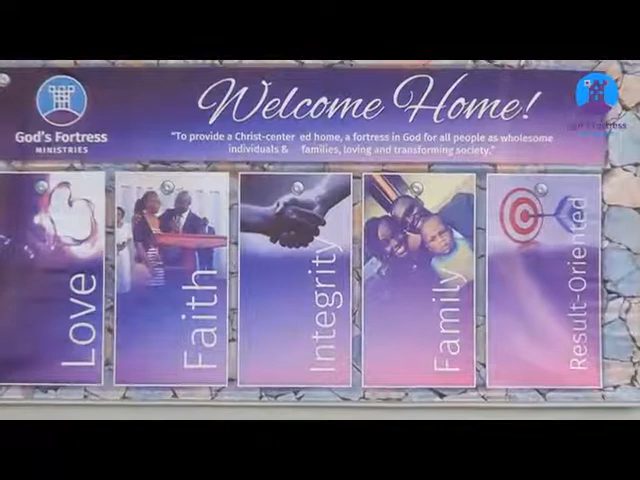 Welcome Home!
God's Fortress
MINISTRIES
"To provide a Christ-center ed home, a fortress in God for all people as wholesome
individuals & families, loving and transforming society."
Love
Faith
Integrity
Family
Result-Oriented